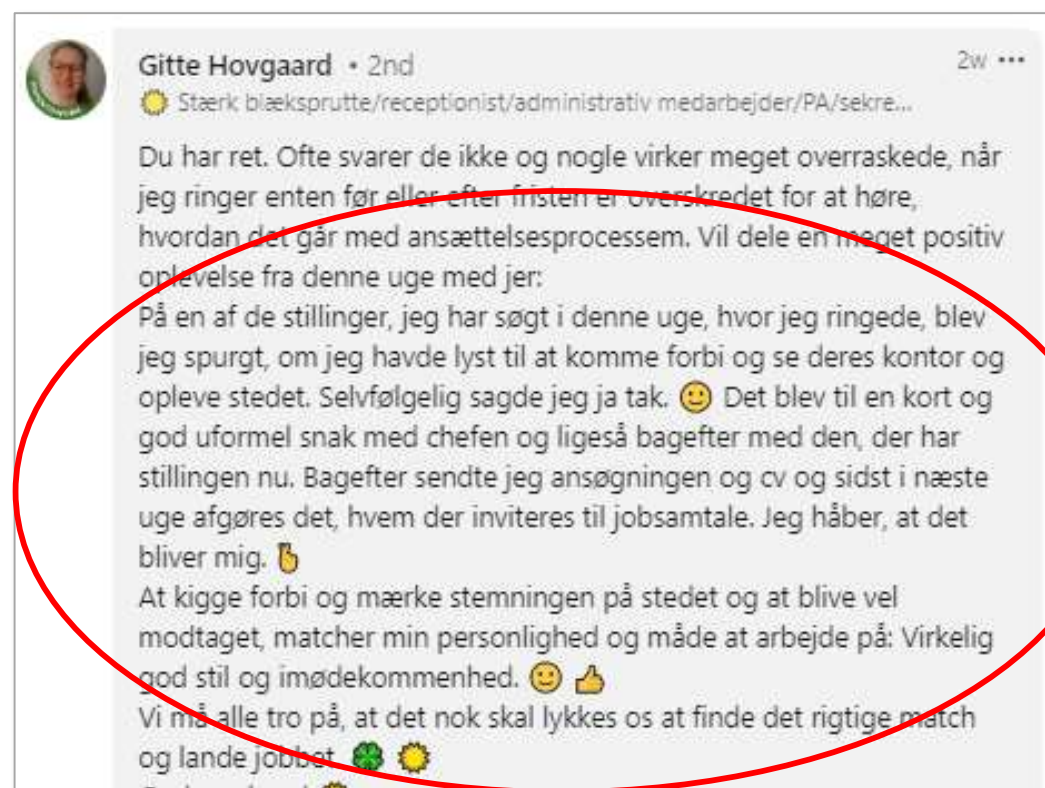 Gitte Hovgaard • 2nd
2w •••
Stærk blæksprutte/receptionist/administrativ medarbejder/PA/sekre...
Du har ret. Ofte svarer de ikke og nogle virker meget overraskede, når
jeg ringer enten før eller efter fristen er overskredet for at høre,
hvordan det går med ansættelsesprocessem. Vil dele en meget positiv
oplevelse fra denne uge med jer:
På en af de stillinger, jeg har søgt i denne uge, hvor jeg ringede, blev
jeg spurgt, om jeg havde lyst til at komme forbi og se deres kontor og
opleve stedet. Selvfølgelig sagde jeg ja tak. 🙂 Det blev til en kort og
god uformel snak med chefen og ligeså bagefter med den, der har
stillingen nu. Bagefter sendte jeg ansøgningen og cv og sidst i næste
uge afgøres det, hvem der inviteres til jobsamtale. Jeg håber, at det
bliver mig.
At kigge forbi og mærke stemningen på stedet og at blive vel
modtaget, matcher min personlighed og måde at arbejde på: Virkelig
god stil og imødekommenhed. 🙂 👍
Vi må alle tro på, at det nok skal lykkes os at finde det rigtige match
og lande jobbet. 🍀